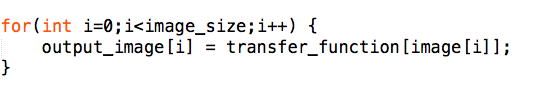 for(int i=0;i<image_size;i++) {
    output_image[i] = transfer_function[image[i]];
}